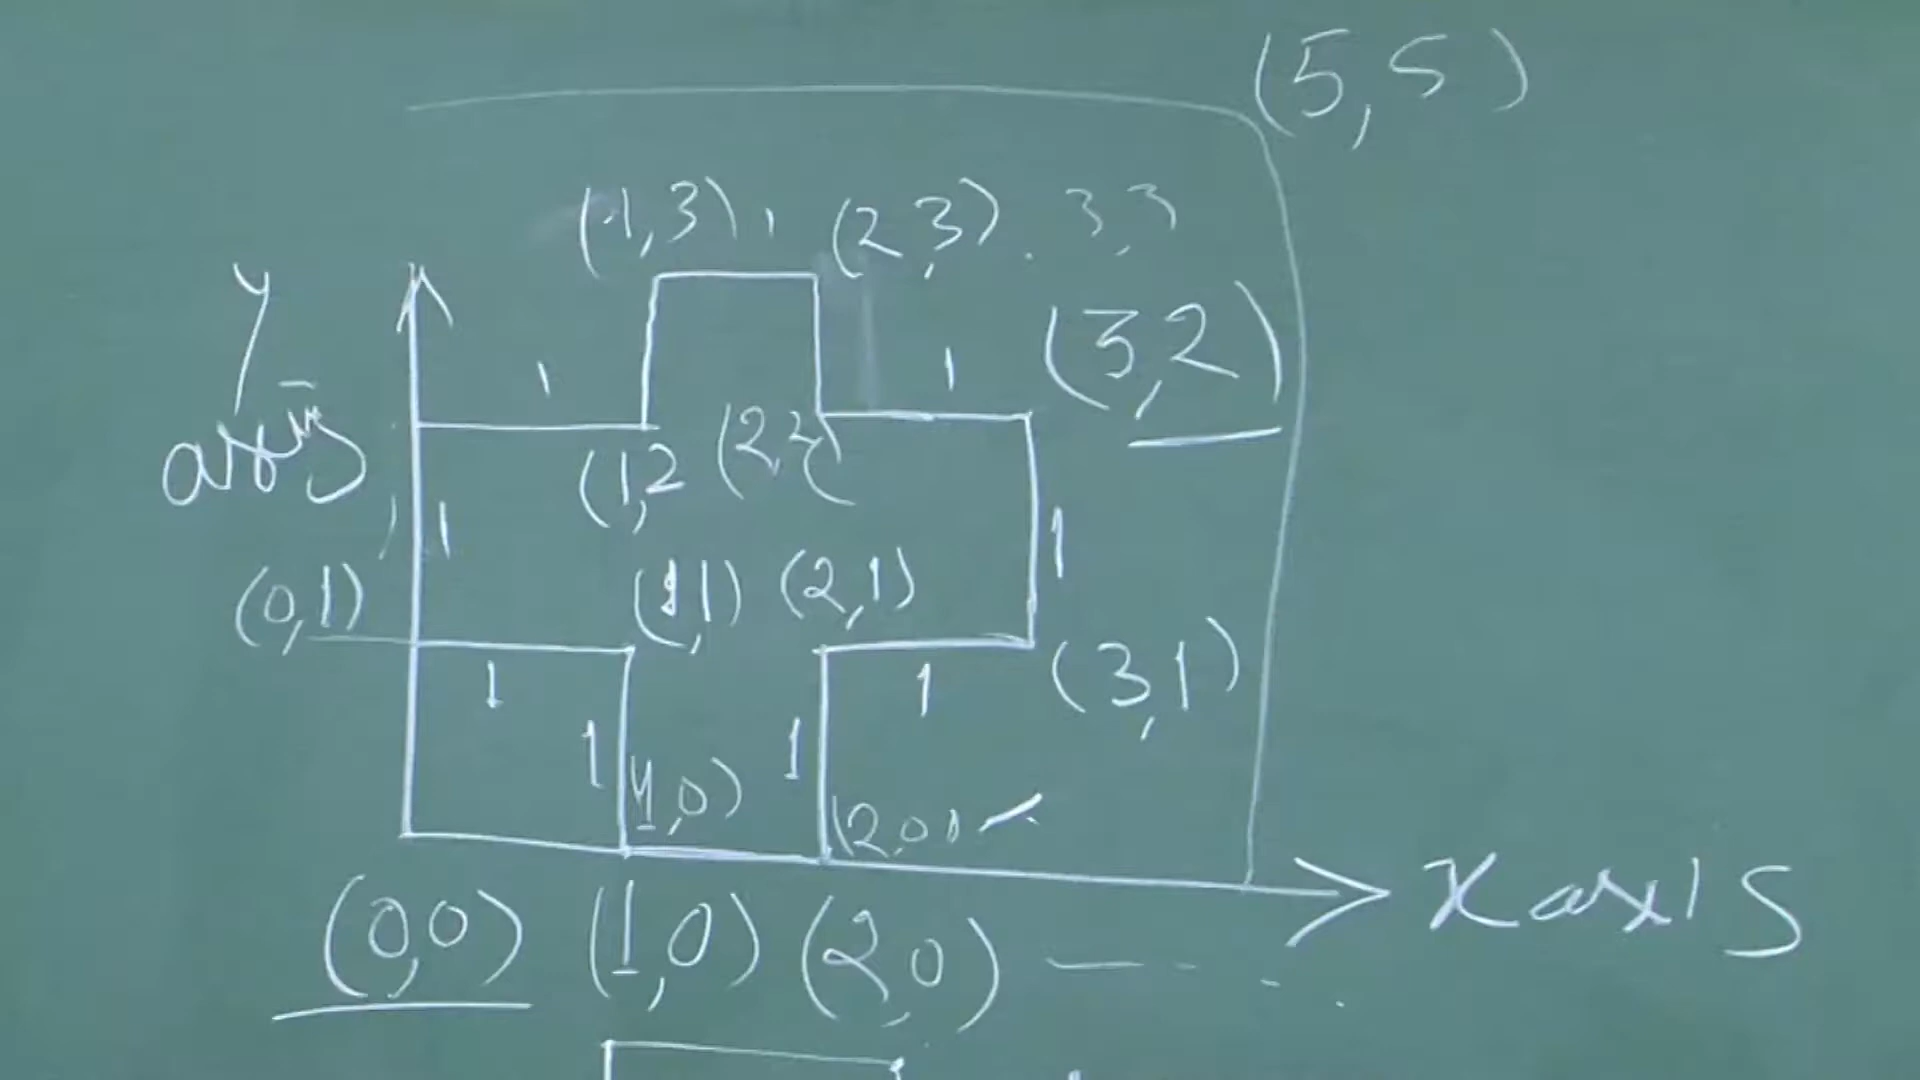 (5,5)
(1,3) (2,3) 3,3
y
axis
1 1 (3,2)
(1,2 (2,2
1 1
(0,1) (1,1) (2,1)
1 1 (3,1)
1 1
(1,0) (2,0)
x axis
(0,0) (1,0) (2,0)